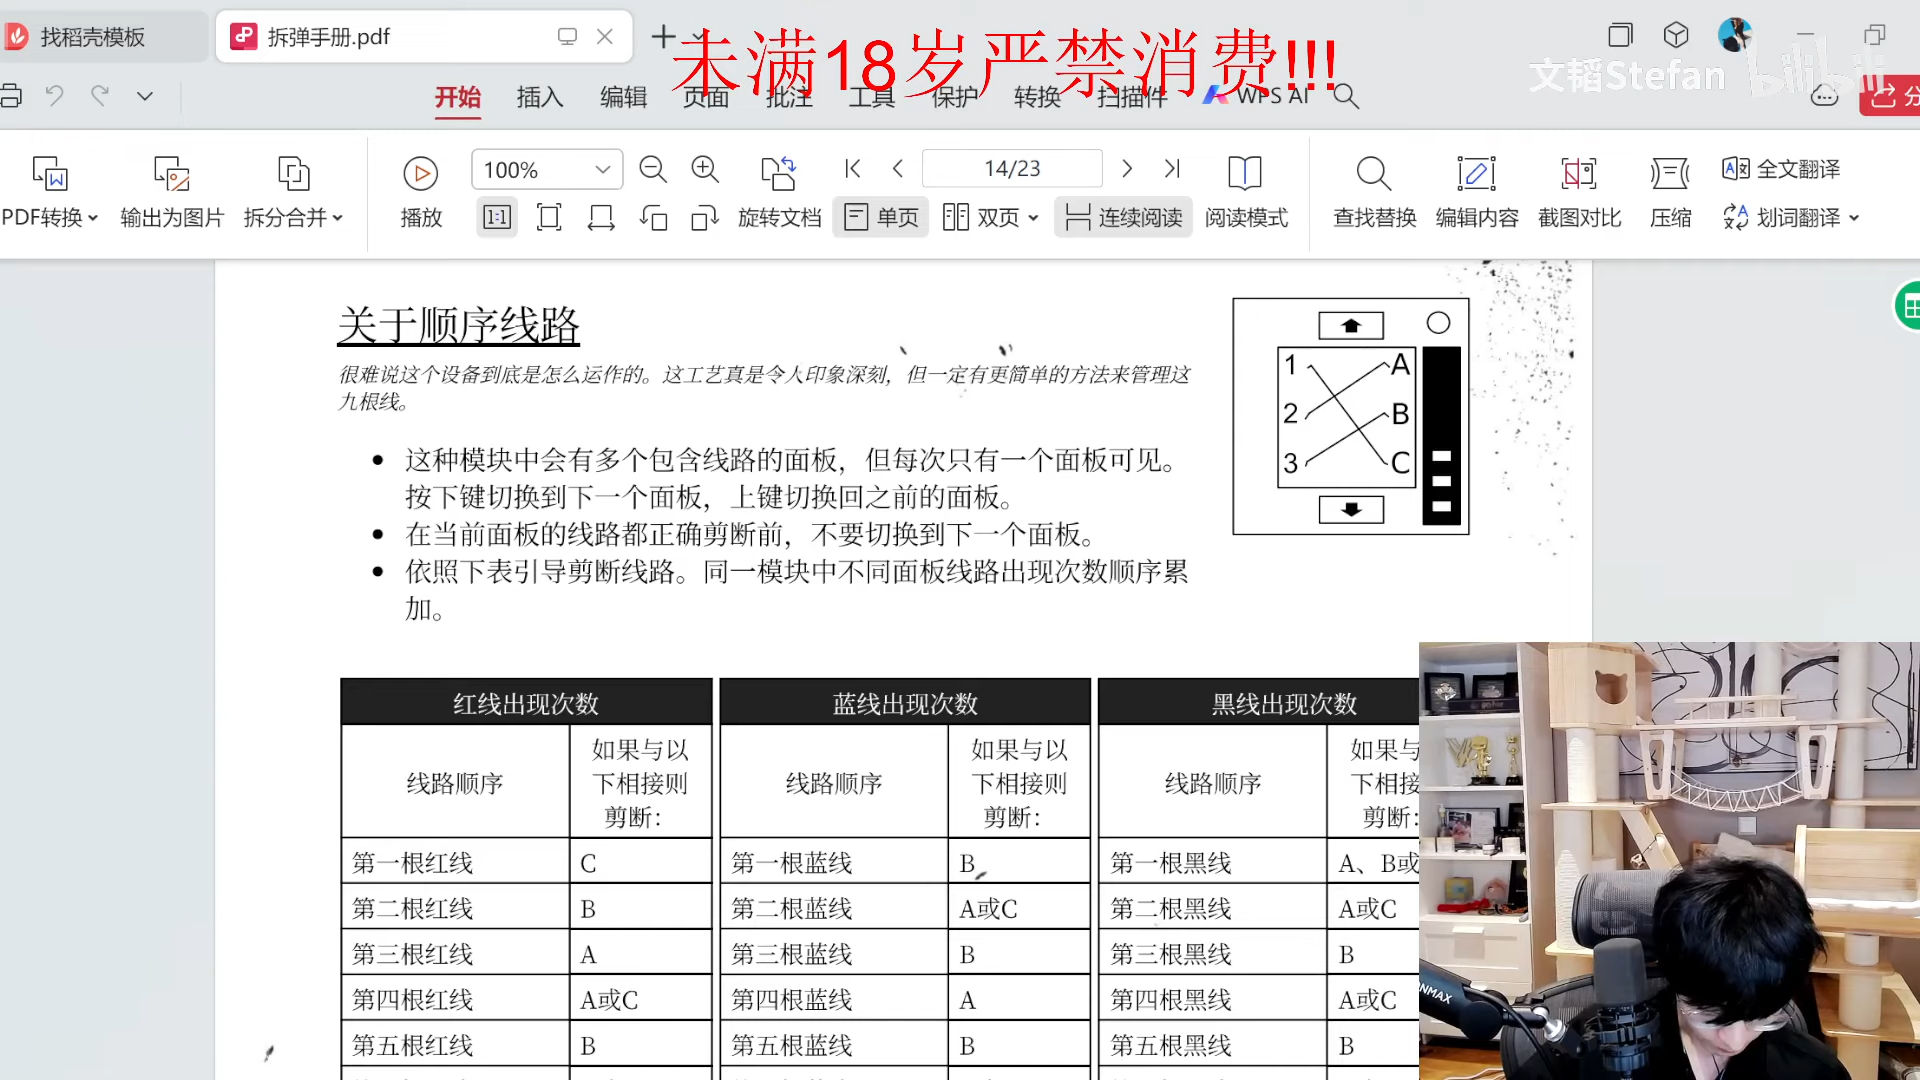 找稻壳模板
拆弹手册.pdf
未满18岁严禁消费!!!
文韬Stefan bilibili
开始 插入 编辑 页面 批注 工具 保护 转换 扫描件 WPS AI
分
100%
14/23
全文翻译
PDF转换 输出为图片 拆分合并 播放 旋转文档 单页 双页 连续阅读 阅读模式 查找替换 编辑内容 截图对比 压缩 划词翻译
关于顺序线路
很难说这个设备到底是怎么运作的。这工艺真是令人印象深刻，但一定有更简单的方法来管理这
九根线。
1 A
2 B
3 C
• 这种模块中会有多个包含线路的面板，但每次只有一个面板可见。
按下键切换到下一个面板，上键切换回之前的面板。
• 在当前面板的线路都正确剪断前，不要切换到下一个面板。
• 依照下表引导剪断线路。同一模块中不同面板线路出现次数顺序累
加。
红线出现次数 蓝线出现次数 黑线出现次数
线路顺序 如果与以下相接则剪断： 线路顺序 如果与以下相接则剪断： 线路顺序 如果与 下相接 剪断：
第一根红线 C 第一根蓝线 B 第一根黑线 A、B或
第二根红线 B 第二根蓝线 A或C 第二根黑线 A或C
第三根红线 A 第三根蓝线 B 第三根黑线 B
第四根红线 A或C 第四根蓝线 A 第四根黑线 A或C
第五根红线 B 第五根蓝线 B 第五根黑线 B